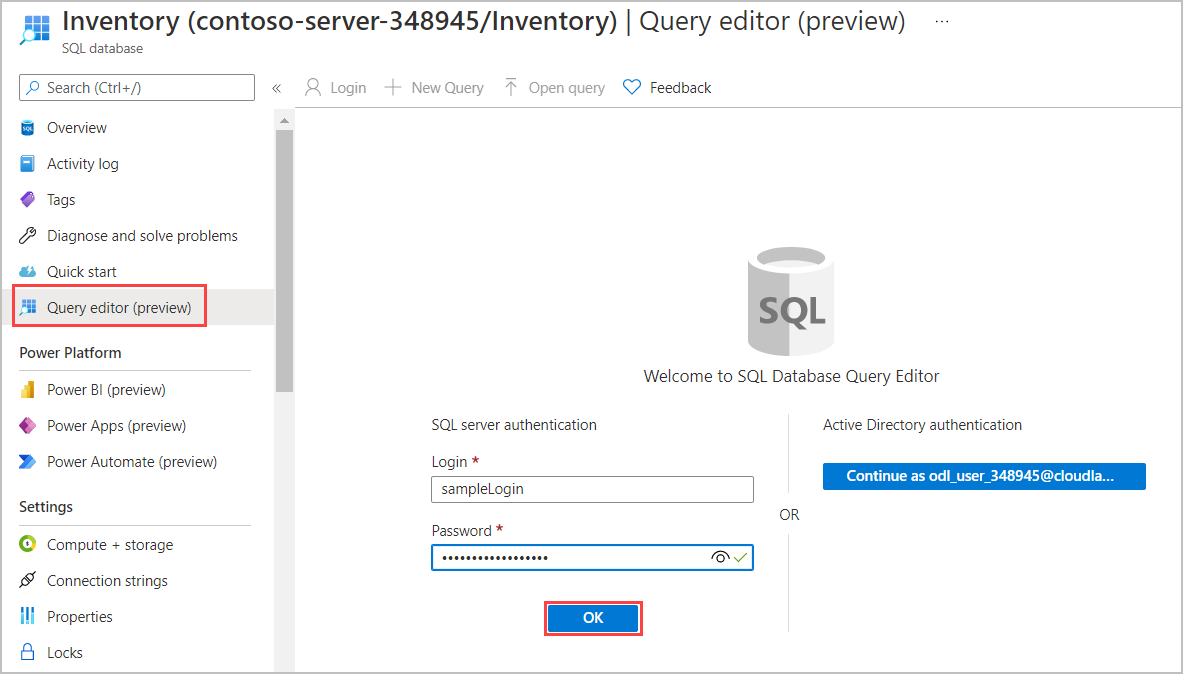 Inventory (contoso-server-348945/Inventory) | Query editor (preview) ...
SQL database
Search (Ctrl+/)
«
Login
New Query
Open query
Feedback
SQL
Overview
Activity log
Tags
Diagnose and solve problems
Quick start
Query editor (preview)
Power Platform
Power BI (preview)
Power Apps (preview)
Power Automate (preview)
Settings
Compute + storage
Connection strings
Properties
Locks
SQL
Welcome to SQL Database Query Editor
SQL server authentication
Login *
sampleLogin
Password *
••••••••••••••••••
OK
OR
Active Directory authentication
Continue as odl_user_348945@cloudla...